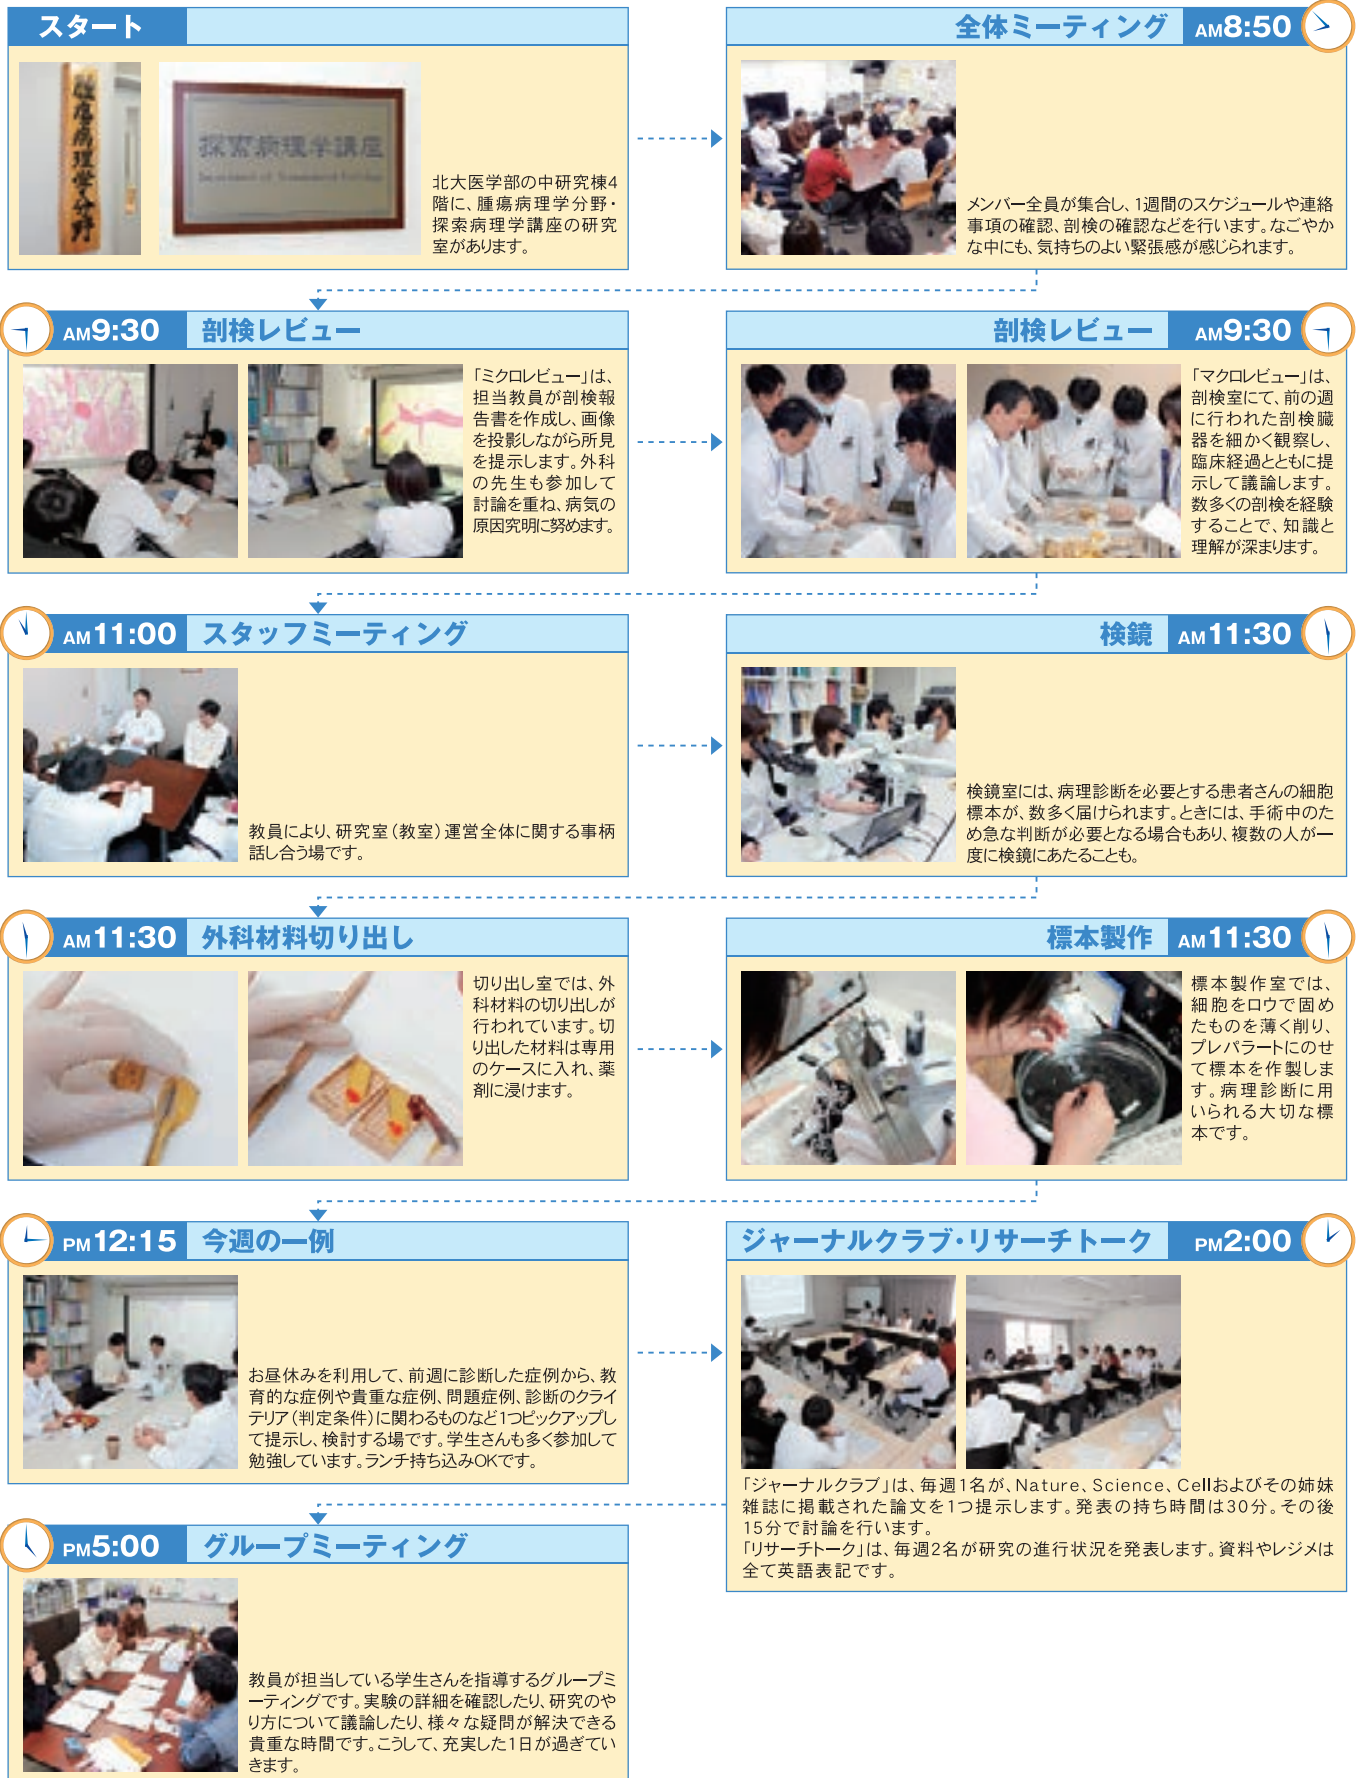 スタート
腫瘍病理学分野
探索病理学講座
北大医学部の中研究棟4
階に、腫瘍病理学分野・
探索病理学講座の研究
室があります。
全体ミーティング AM8:50
メンバー全員が集合し、1週間のスケジュールや連絡
事項の確認、剖検の確認などを行います。なごやか
な中にも、気持ちのよい緊張感が感じられます。
AM9:30 剖検レビュー
「ミクロレビュー」は、
担当教員が剖検報
告書を作成し、画像
を投影しながら所見
を提示します。外科
の先生も参加して
討論を重ね、病気の
原因究明に努めます。
剖検レビュー AM9:30
「マクロレビュー」は、
剖検室にて、前の週
に行われた剖検臓
器を細かく観察し、
臨床経過とともに提
示して議論します。
数多くの剖検を経験
することで、知識と
理解が深まります。
AM11:00 スタッフミーティング
教員により、研究室(教室)運営全体に関する事柄
話し合う場です。
検鏡 AM11:30
検鏡室には、病理診断を必要とする患者さんの細胞
標本が、数多く届けられます。ときには、手術中のた
め急な判断が必要となる場合もあり、複数の人が一
度に検鏡にあたることも。
AM11:30 外科材料切り出し
切り出し室では、外
科材料の切り出しが
行われています。切
り出した材料は専用
のケースに入れ、薬
剤に浸けます。
標本製作 AM11:30
標本製作室では、
細胞をロウで固め
たものを薄く削り、
プレパラートにのせ
て標本を作製しま
す。病理診断に用
いられる大切な標
本です。
PM12:15 今週の一例
お昼休みを利用して、前週に診断した症例から、教
育的な症例や貴重な症例、問題症例、診断のクライ
テリア(判定条件)に関わるものなど1つピックアップし
て提示し、検討する場です。学生さんも多く参加して
勉強しています。ランチ持ち込みOKです。
ジャーナルクラブ・リサーチトーク PM2:00
「ジャーナルクラブ」は、毎週1名が、Nature、Science、Cellおよびその姉妹
雑誌に掲載された論文を1つ提示します。発表の持ち時間は30分。その後
15分で討論を行います。
「リサーチトーク」は、毎週2名が研究の進行状況を発表します。資料やレジメは
全て英語表記です。
PM5:00 グループミーティング
教員が担当している学生さんを指導するグループミ
ーティングです。実験の詳細を確認したり、研究のや
り方について議論したり、様々な疑問が解決できる
貴重な時間です。こうして、充実した1日が過ぎてい
きます。